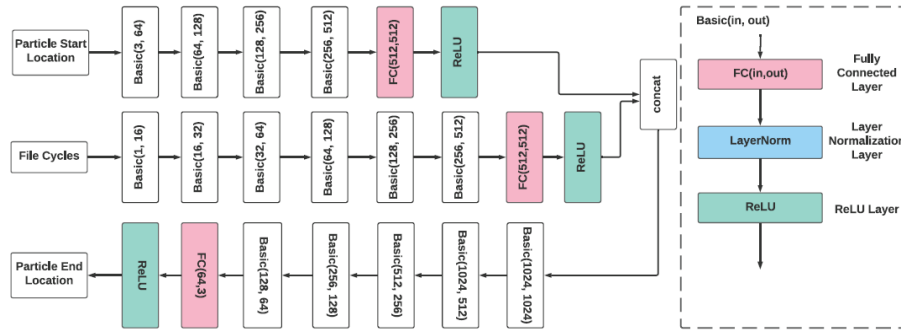 Particle Start
Location
Basic(3, 64)
Basic(64, 128)
Basic(128, 256)
Basic(256, 512)
FC(512,512)
ReLU
concat
File Cycles
Basic(1, 16)
Basic(16, 32)
Basic(32, 64)
Basic(64, 128)
Basic(128, 256)
Basic(256, 512)
FC(512,512)
ReLU
Particle End
Location
ReLU
FC(64,3)
Basic(128, 64)
Basic(256, 128)
Basic(512, 256)
Basic(1024, 512)
Basic(1024, 1024)
Basic(in, out)
FC(in,out)
Fully
Connected
Layer
LayerNorm
Layer
Normalization
Layer
ReLU
ReLU Layer